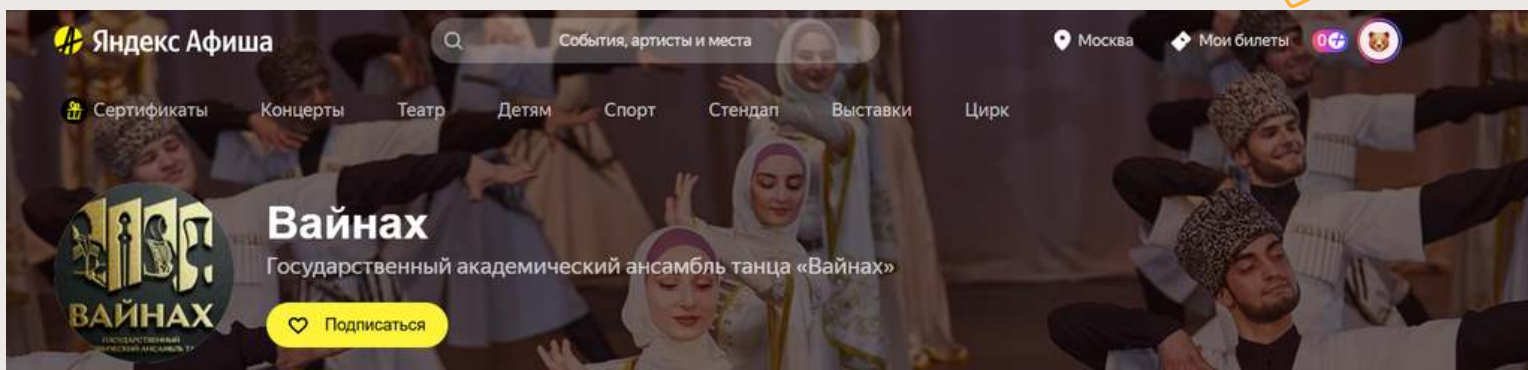 Яндекс Афиша
События, артисты и места
Москва
Мои билеты
0
Сертификаты
Концерты
Театр
Детям
Спорт
Стендап
Выставки
Цирк
Вайнах
Государственный академический ансамбль танца «Вайнах»
Подписаться
ВАЙНАХ